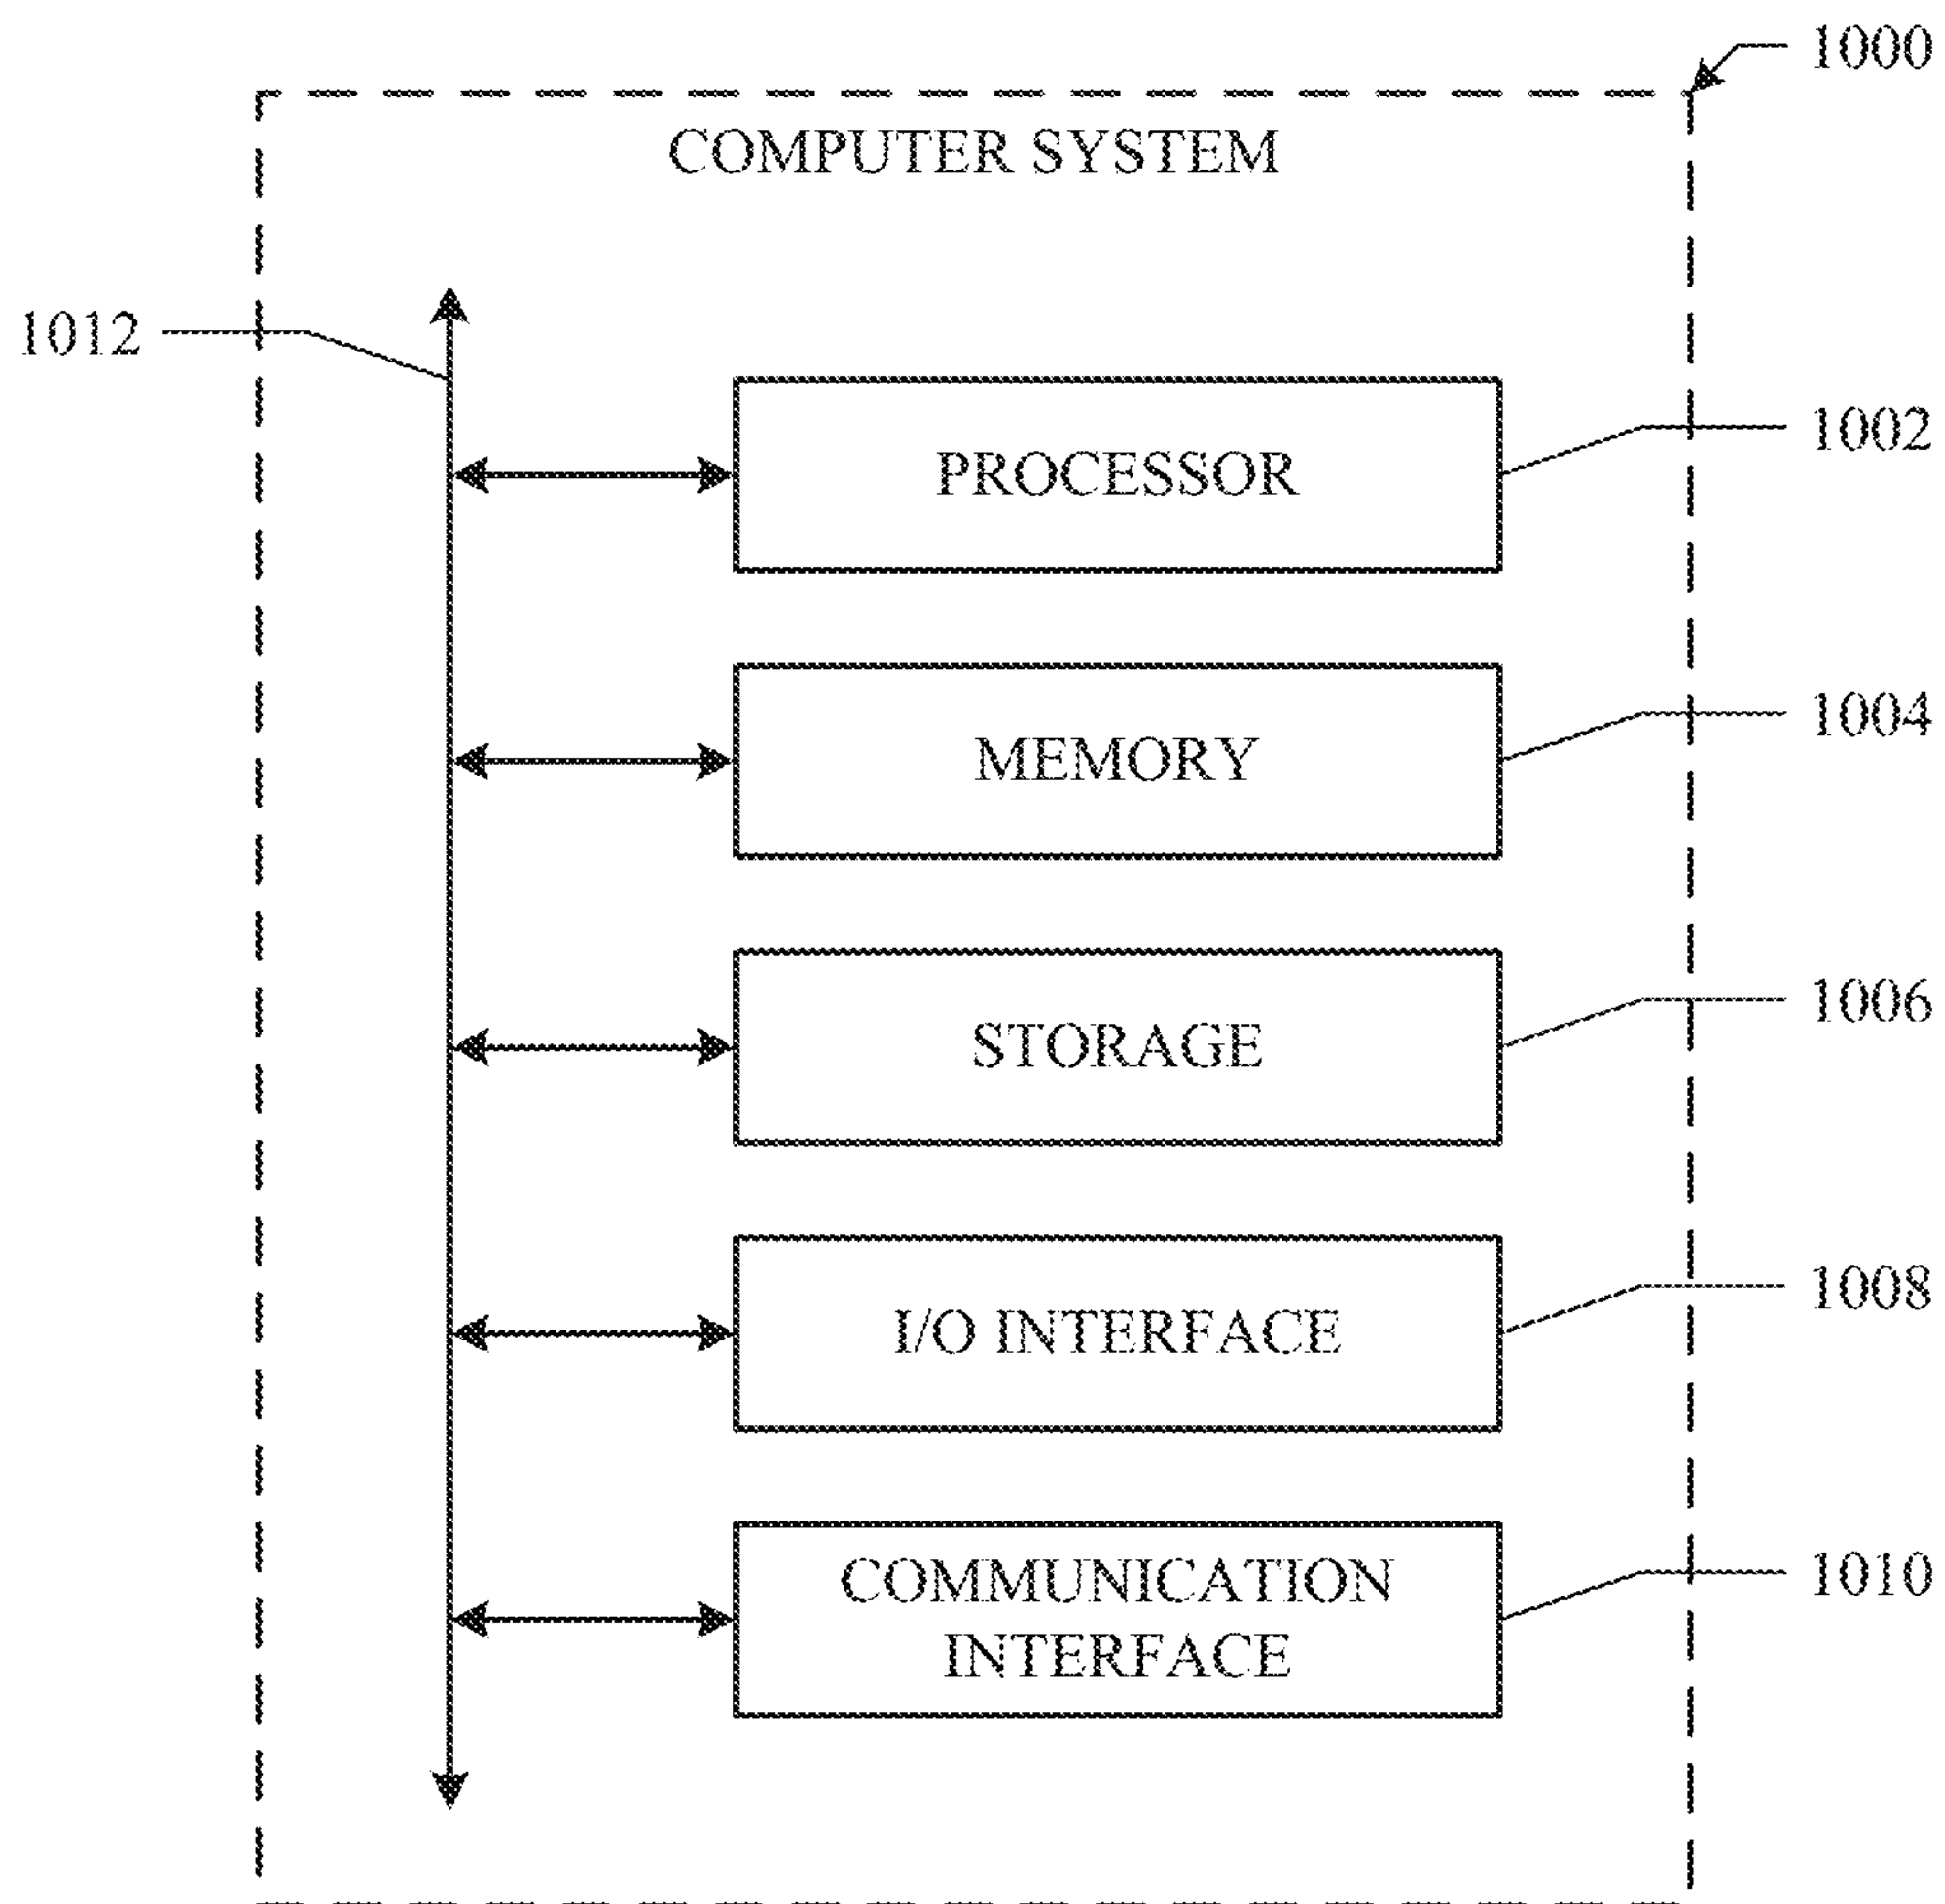 1000
COMPUTER SYSTEM
1012
PROCESSOR
1002
MEMORY
1004
STORAGE
1006
I/O INTERFACE
1008
COMMUNICATION
INTERFACE
1010